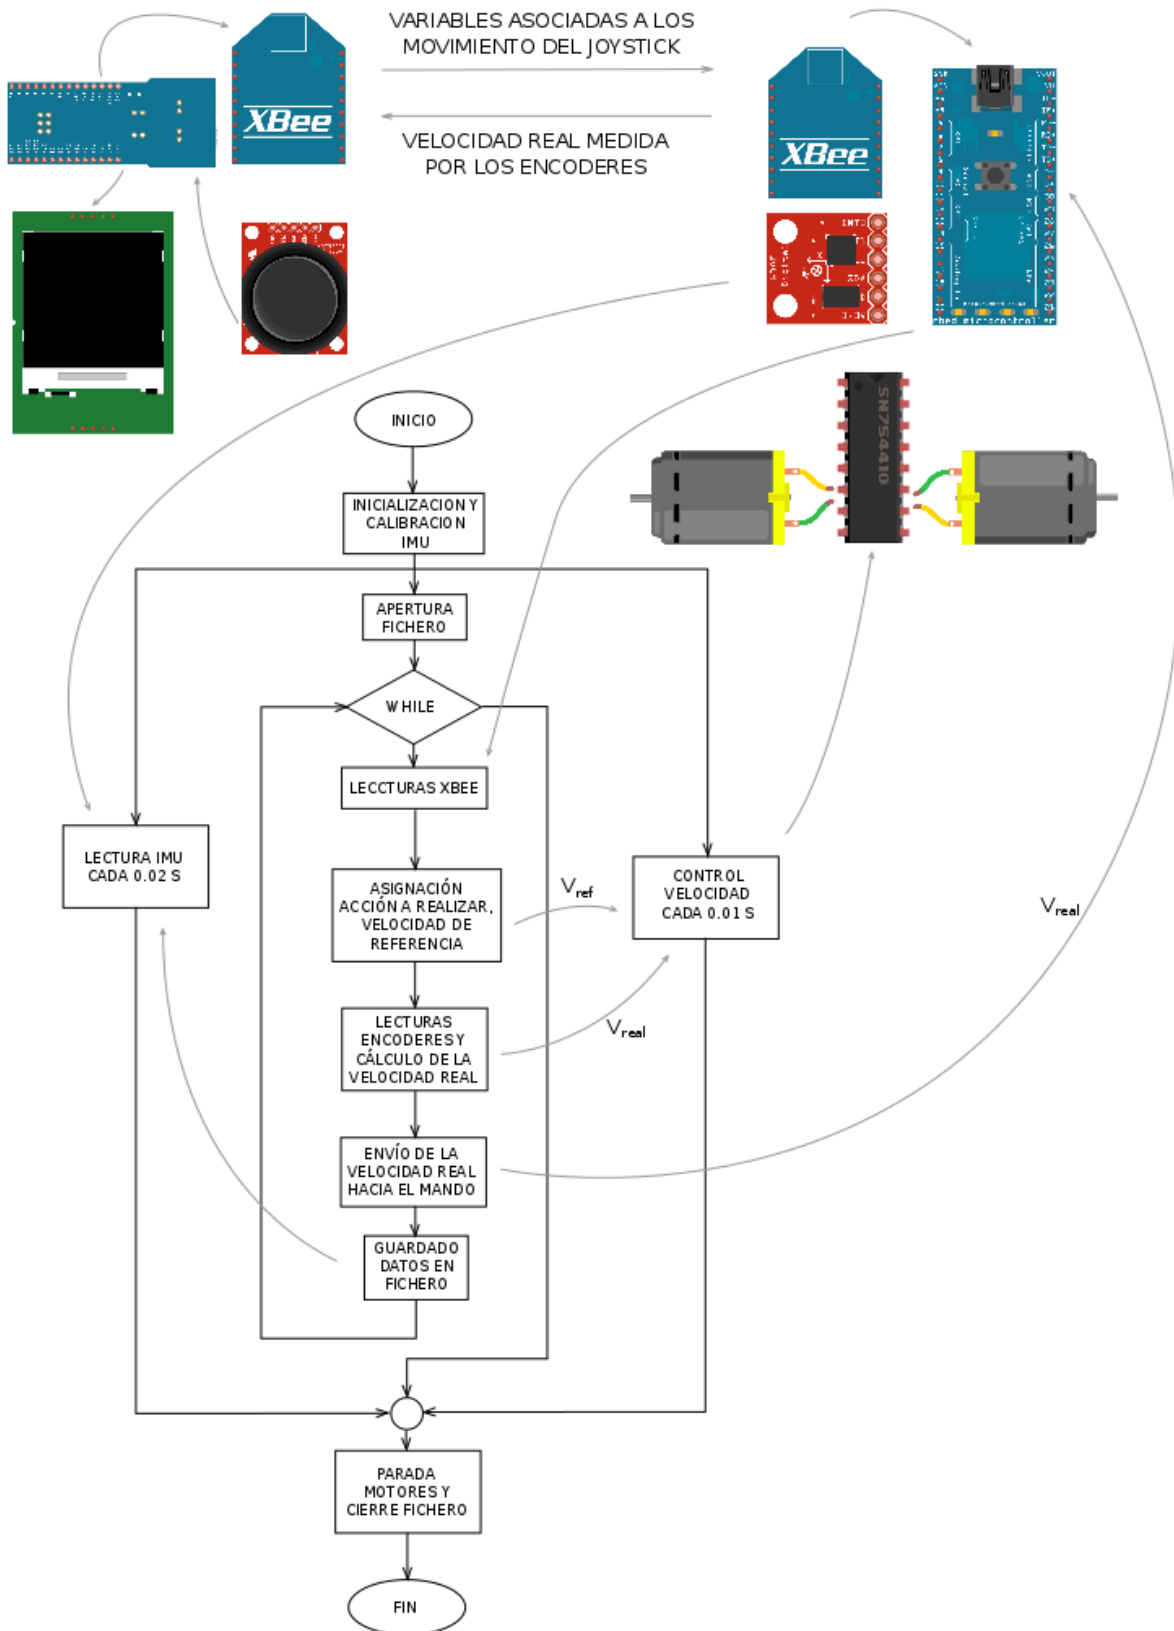 VARIABLES ASOCIADAS A LOS
MOVIMIENTO DEL JOYSTICK
XBee
XBee
VELOCIDAD REAL MEDIDA
POR LOS ENCODERES
INT0
mbed microcontroller
SN754410
INICIO
INICIALIZACION Y
CALIBRACION
IMU
APERTURA
FICHERO
WHILE
LECCTURAS XBEE
LECTURA IMU
CADA 0.02 S
ASIGNACIÓN
ACCIÓN A REALIZAR,
VELOCIDAD DE
REFERENCIA
Vref
CONTROL
VELOCIDAD
CADA 0.01 S
Vreal
LECTURAS
ENCODERES Y
CÁLCULO DE LA
VELOCIDAD REAL
Vreal
ENVÍO DE LA
VELOCIDAD REAL
HACIA EL MANDO
GUARDADO
DATOS EN
FICHERO
PARADA
MOTORES Y
CIERRE FICHERO
FIN